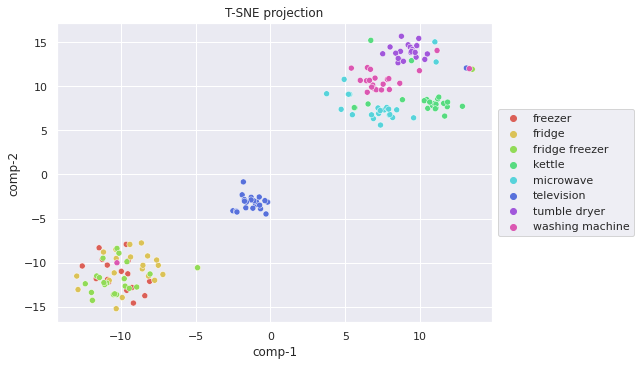 T-SNE projection
15
10
5
0
−5
−10
−15
comp-2
−10
−5
0
5
10
comp-1
freezer
fridge
fridge freezer
kettle
microwave
television
tumble dryer
washing machine